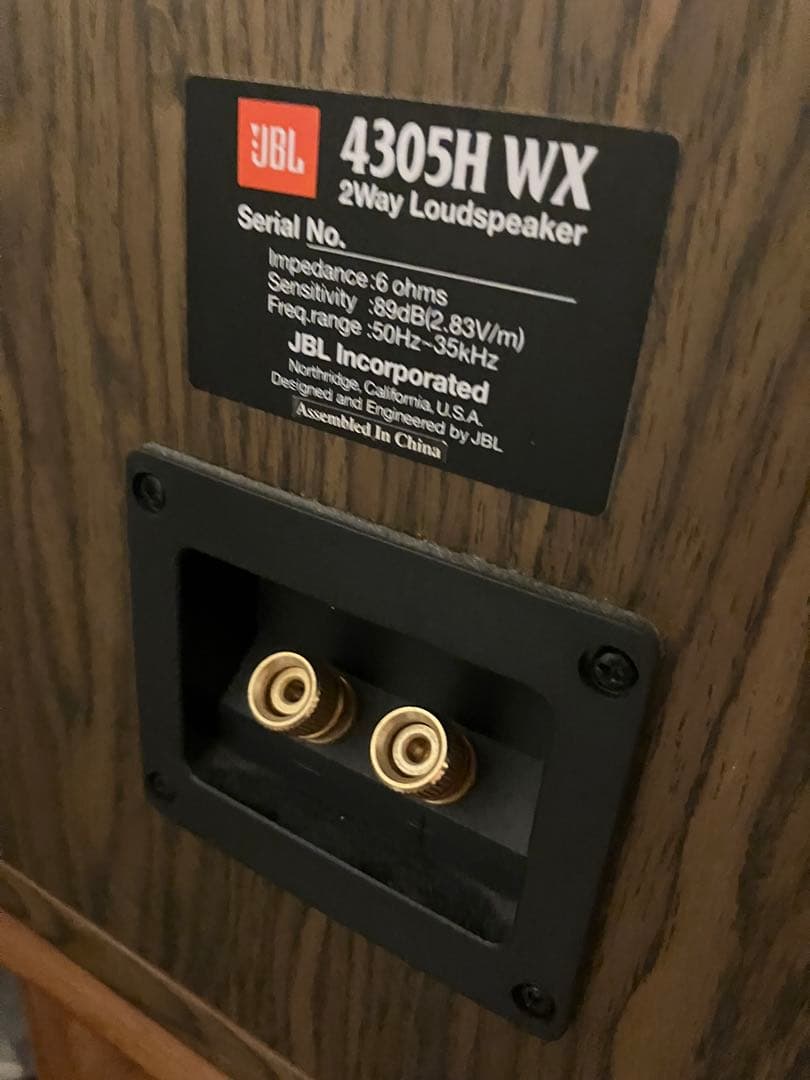 JBL
4305H WX
2Way Loudspeaker
Serial No.
Impedance :6 ohms
Sensitivity :89dB(2.83V/m)
Freq.range :50Hz~35kHz
JBL Incorporated
Northridge, California, U.S.A.
Designed and Engineered by JBL
Assembled In China